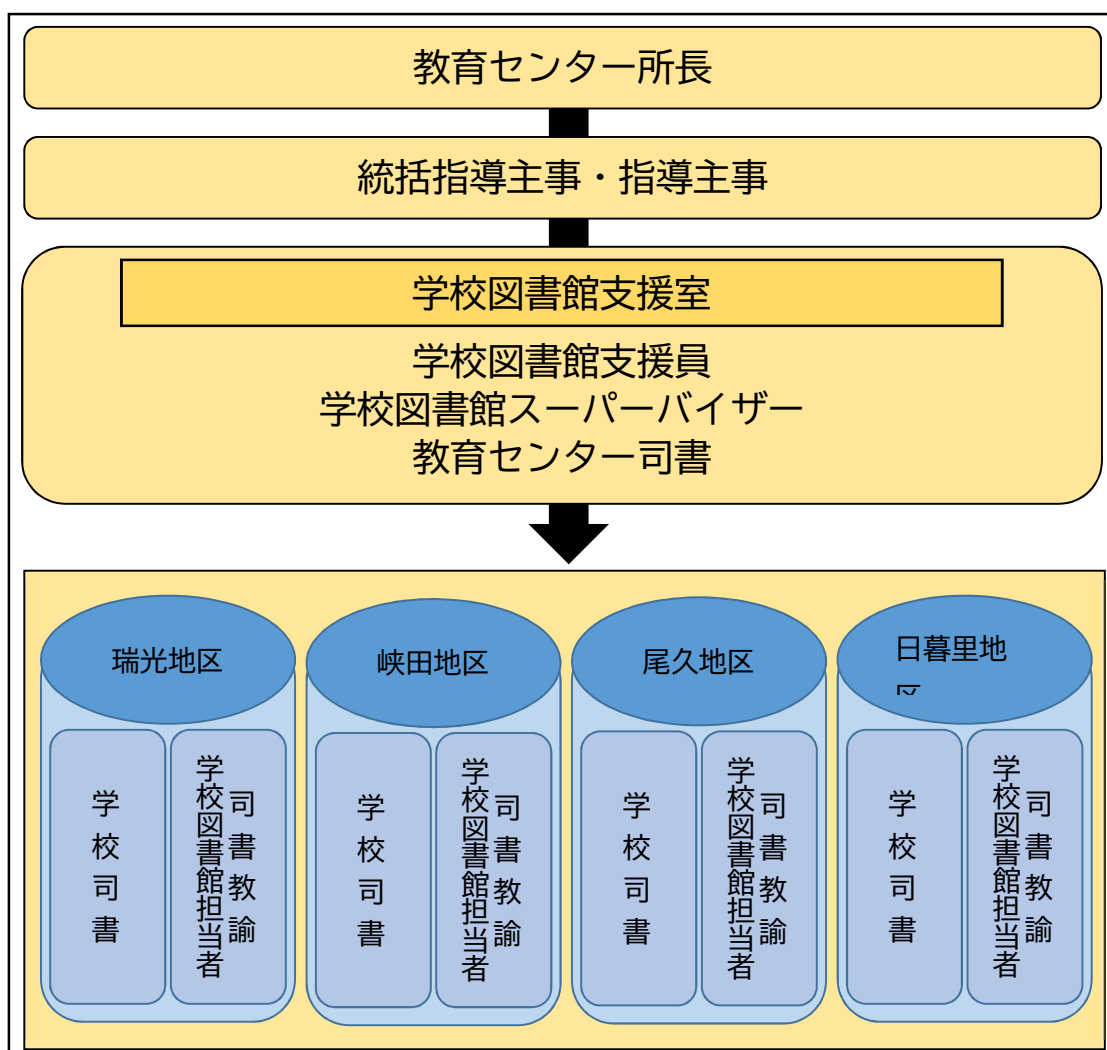 教育センター所長
統括指導主事・指導主事
学校図書館支援室
学校図書館支援員
学校図書館スーパーバイザー
教育センター司書
瑞光地区
学校司書
司書教諭
学校図書館担当者
峡田地区
学校司書
司書教諭
学校図書館担当者
尾久地区
学校司書
司書教諭
学校図書館担当者
日暮里地
区
学校司書
司書教諭
学校図書館担当者